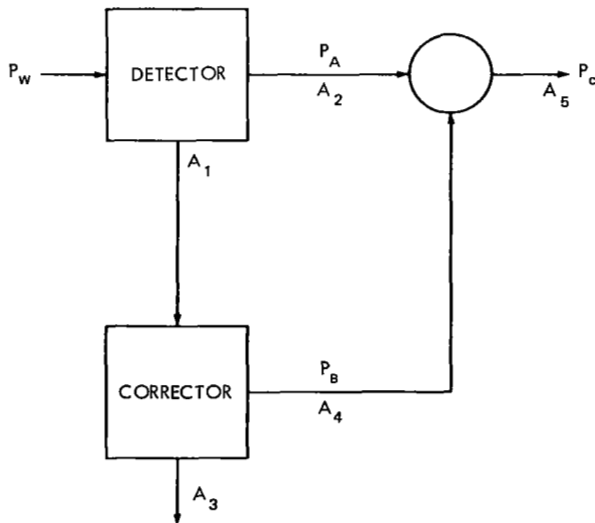 P_w
DETECTOR
P_A
A_2
A_5
P_c
A_1
CORRECTOR
P_B
A_4
A_3